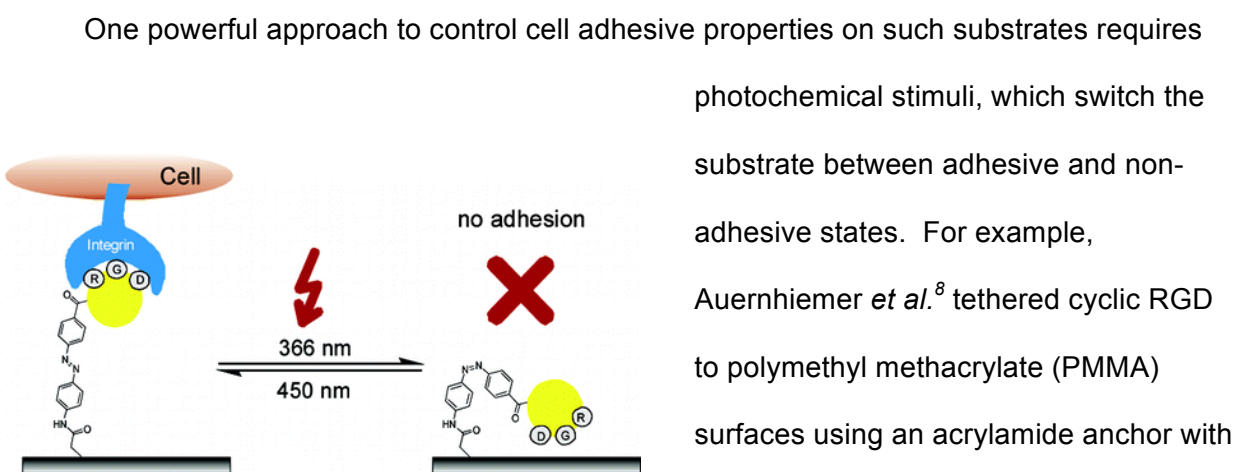 One powerful approach to control cell adhesive properties on such substrates requires
photochemical stimuli, which switch the
substrate between adhesive and non-
adhesive states. For example,
Auernhiemer et al.8 tethered cyclic RGD
to polymethyl methacrylate (PMMA)
surfaces using an acrylamide anchor with
Cell
Integrin
R G D
O
N
N
HN
O
366 nm
450 nm
no adhesion
N=N
O
HN
O
D G R